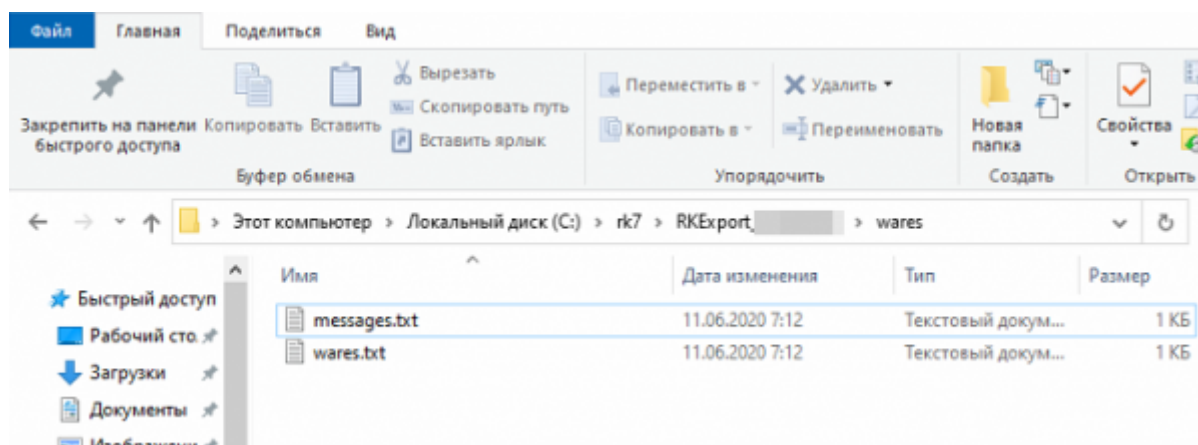 Файл Главная Поделиться Вид
Вырезать
Переместить в Удалить
Скопировать путь
Закрепить на панели быстрого доступа
Копировать Вставить
Вставить ярлык
Копировать в Переименовать
Новая папка
Свойства
Буфер обмена Упорядочить Создать Открыть
Этот компьютер > Локальный диск (C:) > rk7 > RKExport_ > wares
Имя Дата изменения Тип Размер
Быстрый доступ
messages.txt 11.06.2020 7:12 Текстовый докум... 1 КБ
Рабочий сто
wares.txt 11.06.2020 7:12 Текстовый докум... 1 КБ
Загрузки
Документы